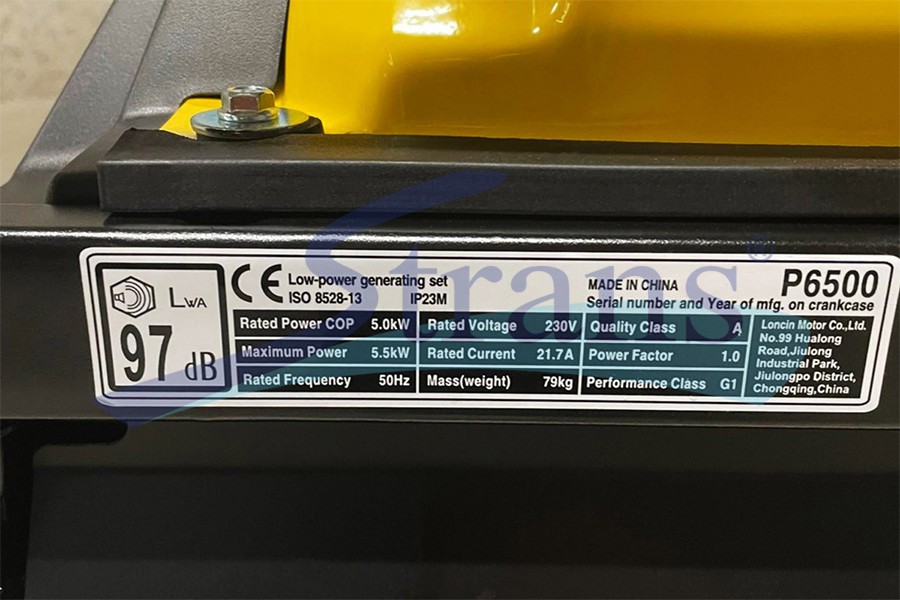 LWA
97 dB
CE Low-power generating set
ISO 8528-13 IP23M
MADE IN CHINA
Serial number and Year of mfg. on crankcase
P6500
Rated Power COP 5.0kW
Maximum Power 5.5kW
Rated Frequency 50Hz
Rated Voltage 230V
Rated Current 21.7A
Mass(weight) 79kg
Quality Class A
Power Factor 1.0
Performance Class G1
Loncin Motor Co.,Ltd.
No.99 Hualong
Road,Jiulong
Industrial Park,
Jiulongpo District,
Chongqing,China
Strans®